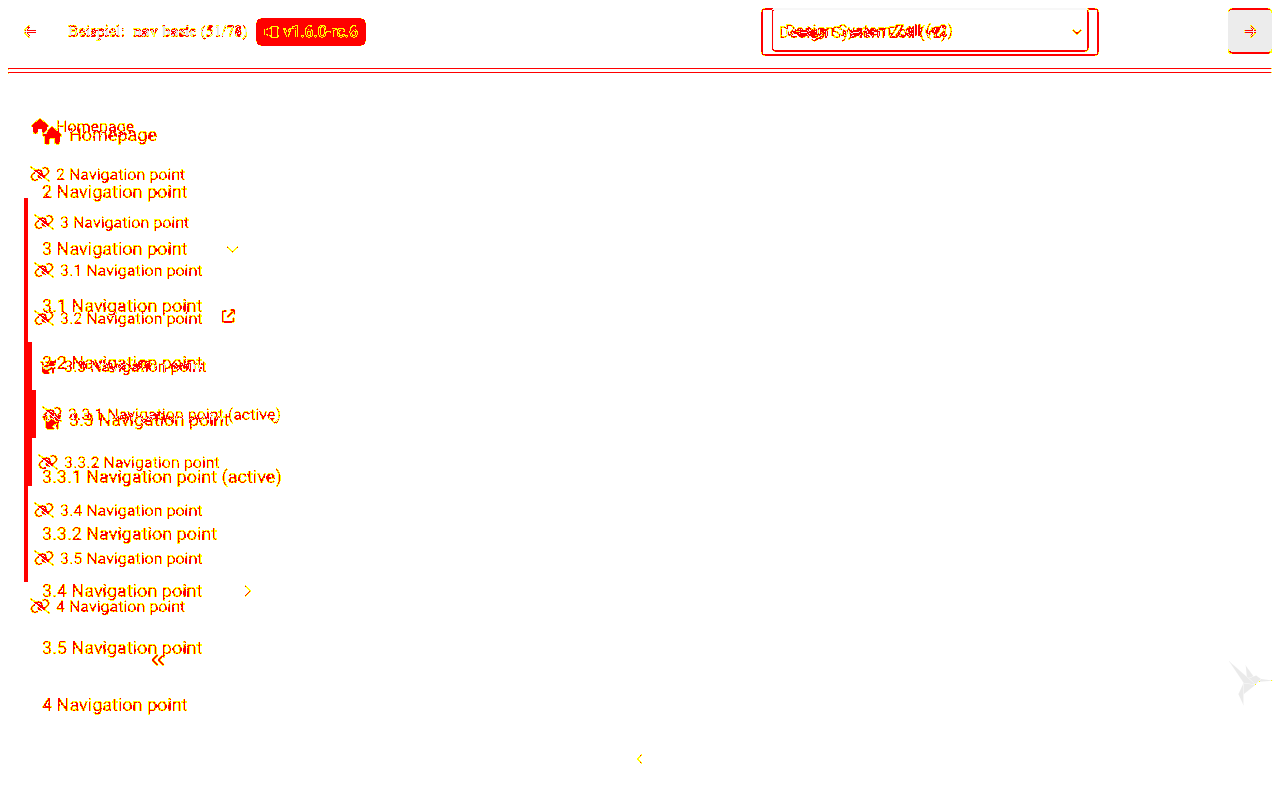 Beispiel: nav basic (51/78) v1.6.0-rc.6
Design System Zoll (v2)
Homepage
Homepage
2 Navigation point
2 Navigation point
3 Navigation point
3 Navigation point
3.1 Navigation point
3.1 Navigation point
3.2 Navigation point
3.2 Navigation point
3.3 Navigation point
3.3.1 Navigation point (active)
3.3 Navigation point
3.3.2 Navigation point
3.3.1 Navigation point (active)
3.4 Navigation point
3.3.2 Navigation point
3.5 Navigation point
3.4 Navigation point
4 Navigation point
3.5 Navigation point
4 Navigation point